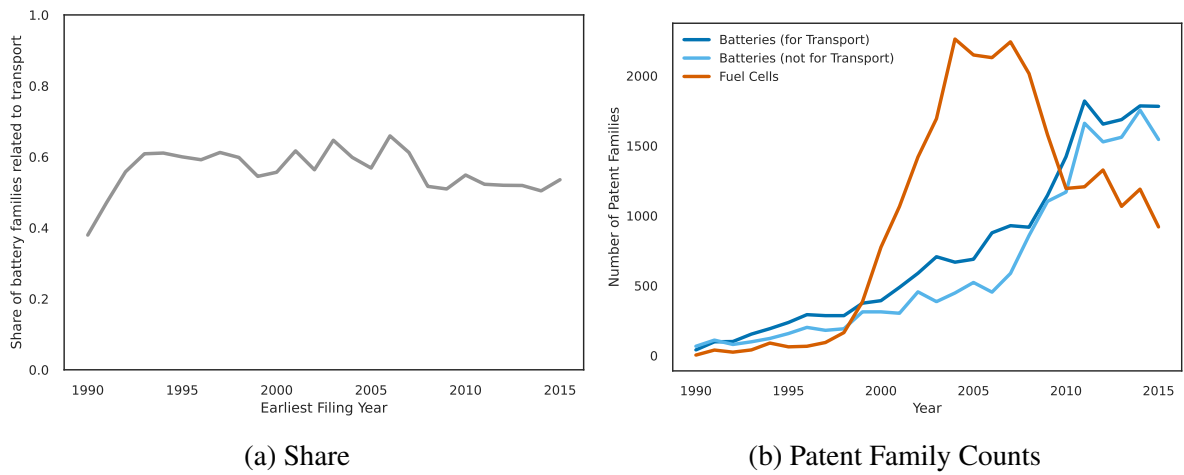 Share of battery families related to transport
1.0
0.8
0.6
0.4
0.2
0.0
1990 1995 2000 2005 2010 2015
Earliest Filing Year
(a) Share
Number of Patent Families
Batteries (for Transport)
Batteries (not for Transport)
Fuel Cells
2000
1500
1000
500
0
1990 1995 2000 2005 2010 2015
Year
(b) Patent Family Counts